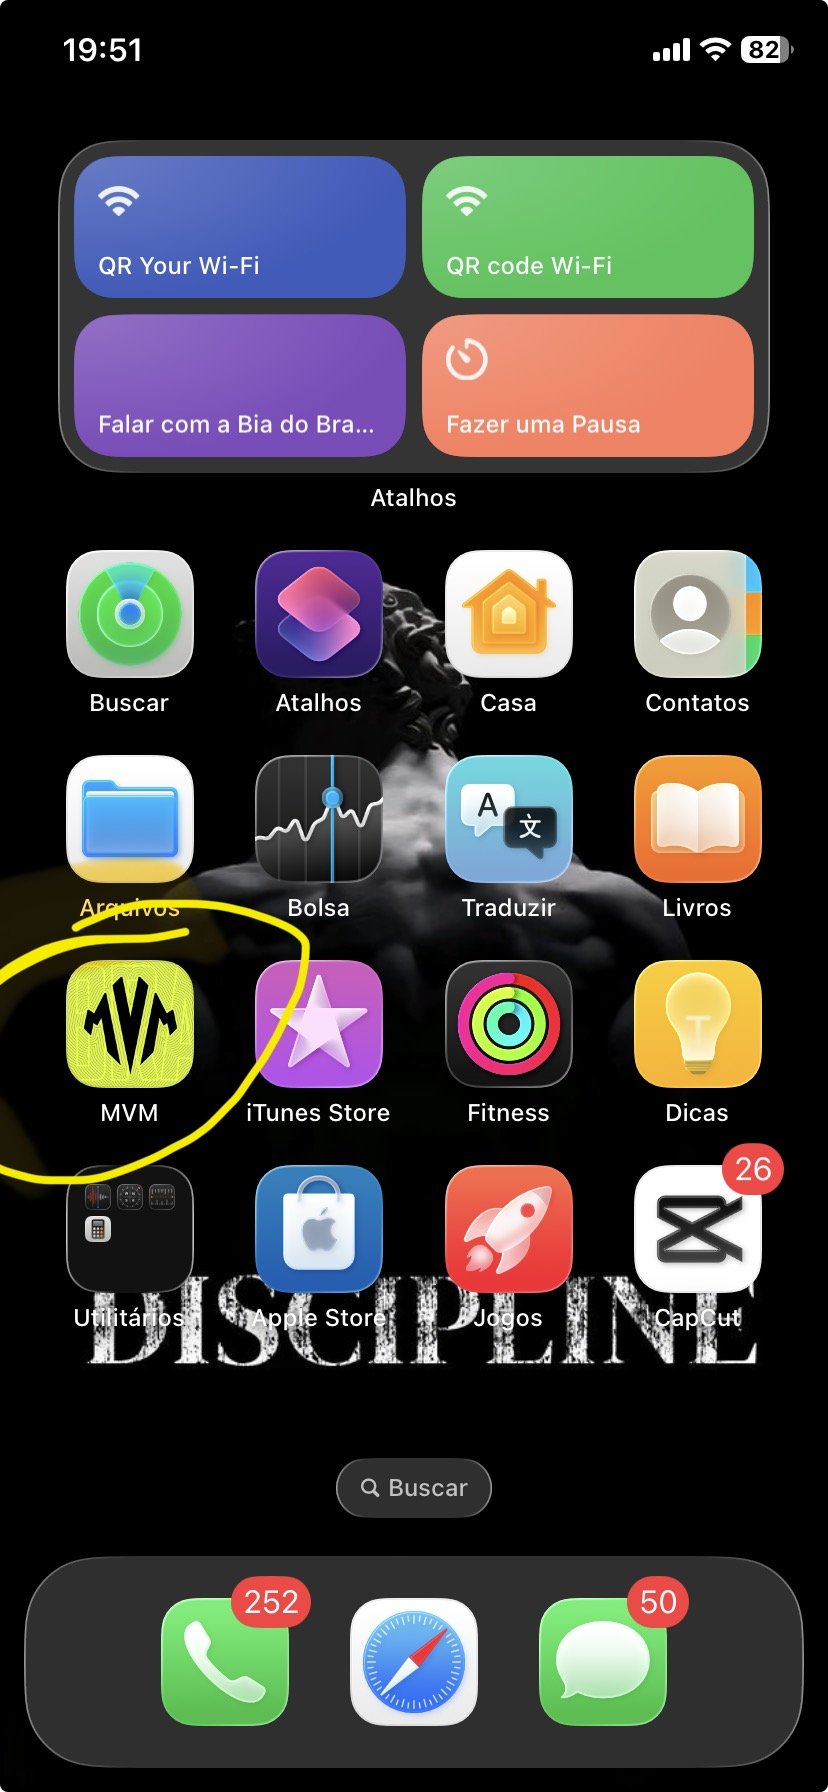 19:51
82
QR Your Wi-Fi
QR code Wi-Fi
Falar com a Bia do Bra...
Fazer uma Pausa
Atalhos
Buscar
Atalhos
Casa
Contatos
A
文
Arquivos
Bolsa
Traduzir
Livros
MVM
MVM
iTunes Store
Fitness
Dicas
26
Utilitários
Apple Store
Jogos
CapCut
DISCIPLINE
Buscar
252
50